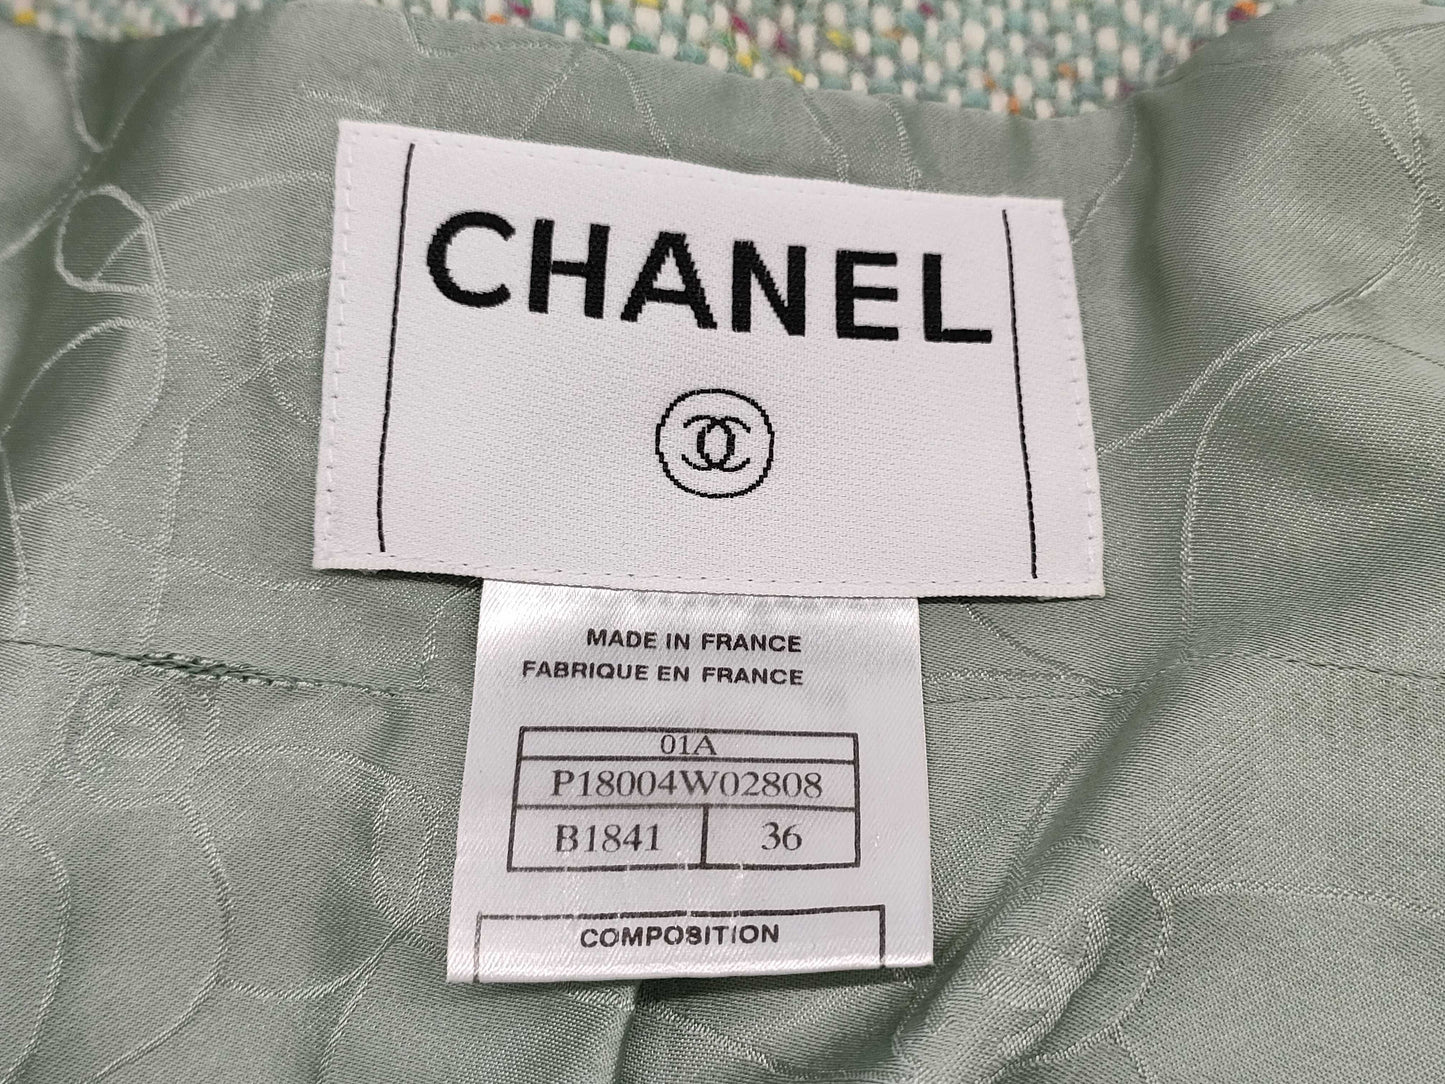 CHANEL
MADE IN FRANCE
FABRIQUE EN FRANCE
01A
P18004W02808
B1841 36
COMPOSITION